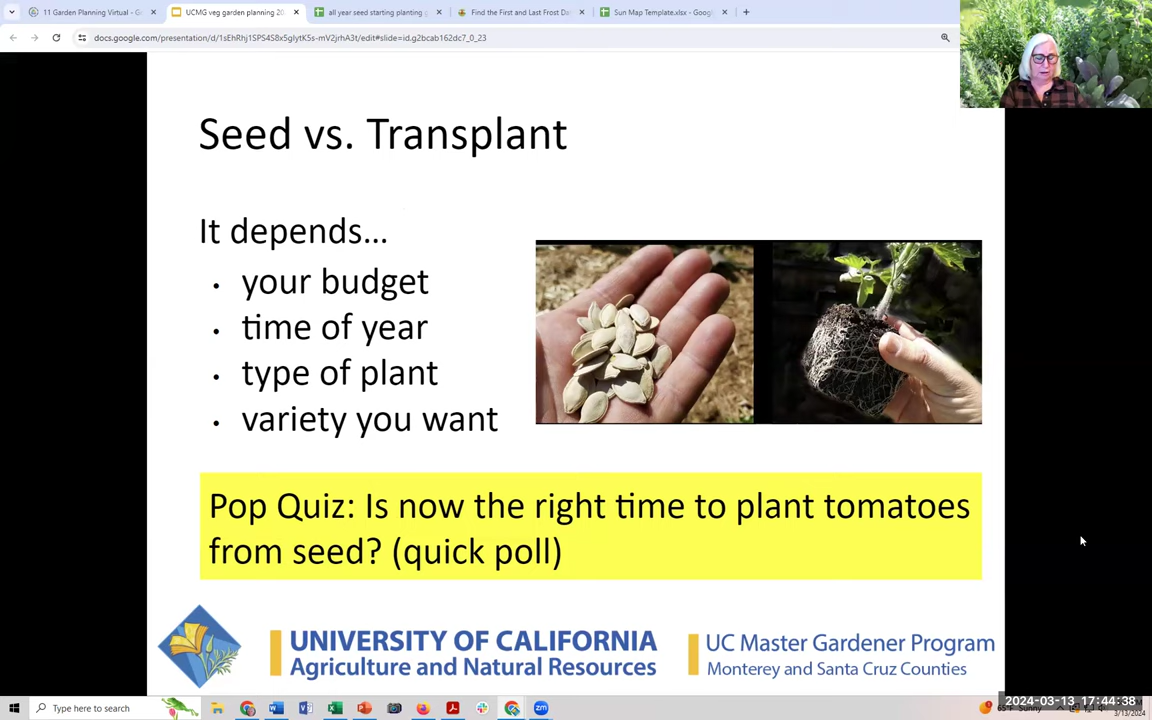 11 Garden Planning Virtual - G
UCMG veg garden planning 20
all year seed starting planting g
Find the First and Last Frost Da
Sun Map Template.xlsx - Goog
docs.google.com/presentation/d/1sEhRhj1SPS4S8x5glytK5s-mV2jrhA3t/edit#slide=id.g2bcab162dc7_0_23
Seed vs. Transplant
It depends...
• your budget
• time of year
• type of plant
• variety you want
Pop Quiz: Is now the right time to plant tomatoes
from seed? (quick poll)
UNIVERSITY OF CALIFORNIA
Agriculture and Natural Resources
UC Master Gardener Program
Monterey and Santa Cruz Counties
Type here to search
2024-03-13 17:44:38
3/13/2024